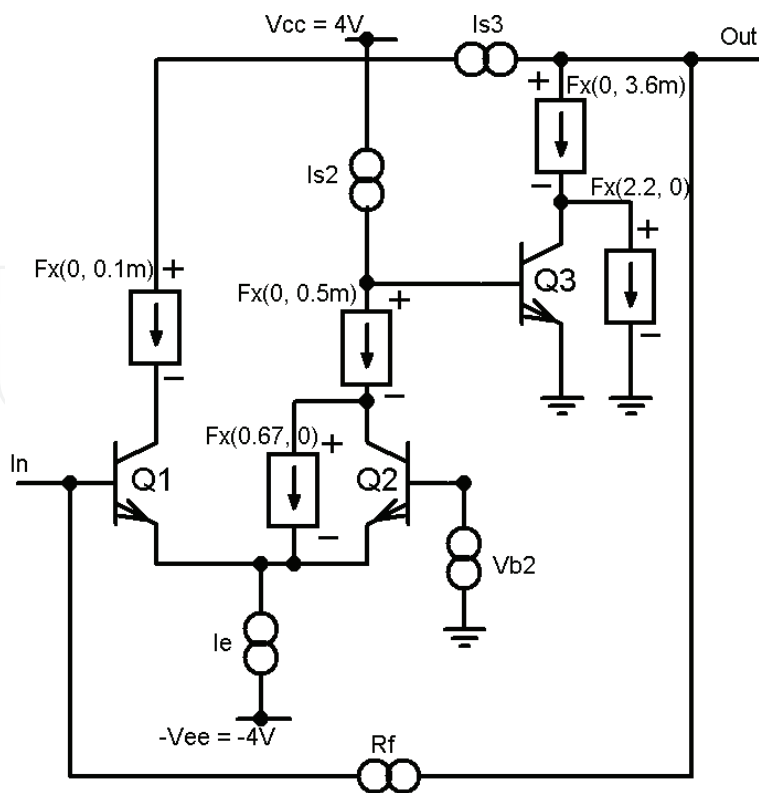 Vcc = 4V
Is3
Out
Fx(0, 3.6m)
+
−
Is2
Fx(2.2, 0)
+
−
Fx(0, 0.1m)
+
−
Fx(0, 0.5m)
+
−
Q3
Fx(0.67, 0)
+
−
In
Q1
Q2
Vb2
Ie
-Vee = -4V
Rf